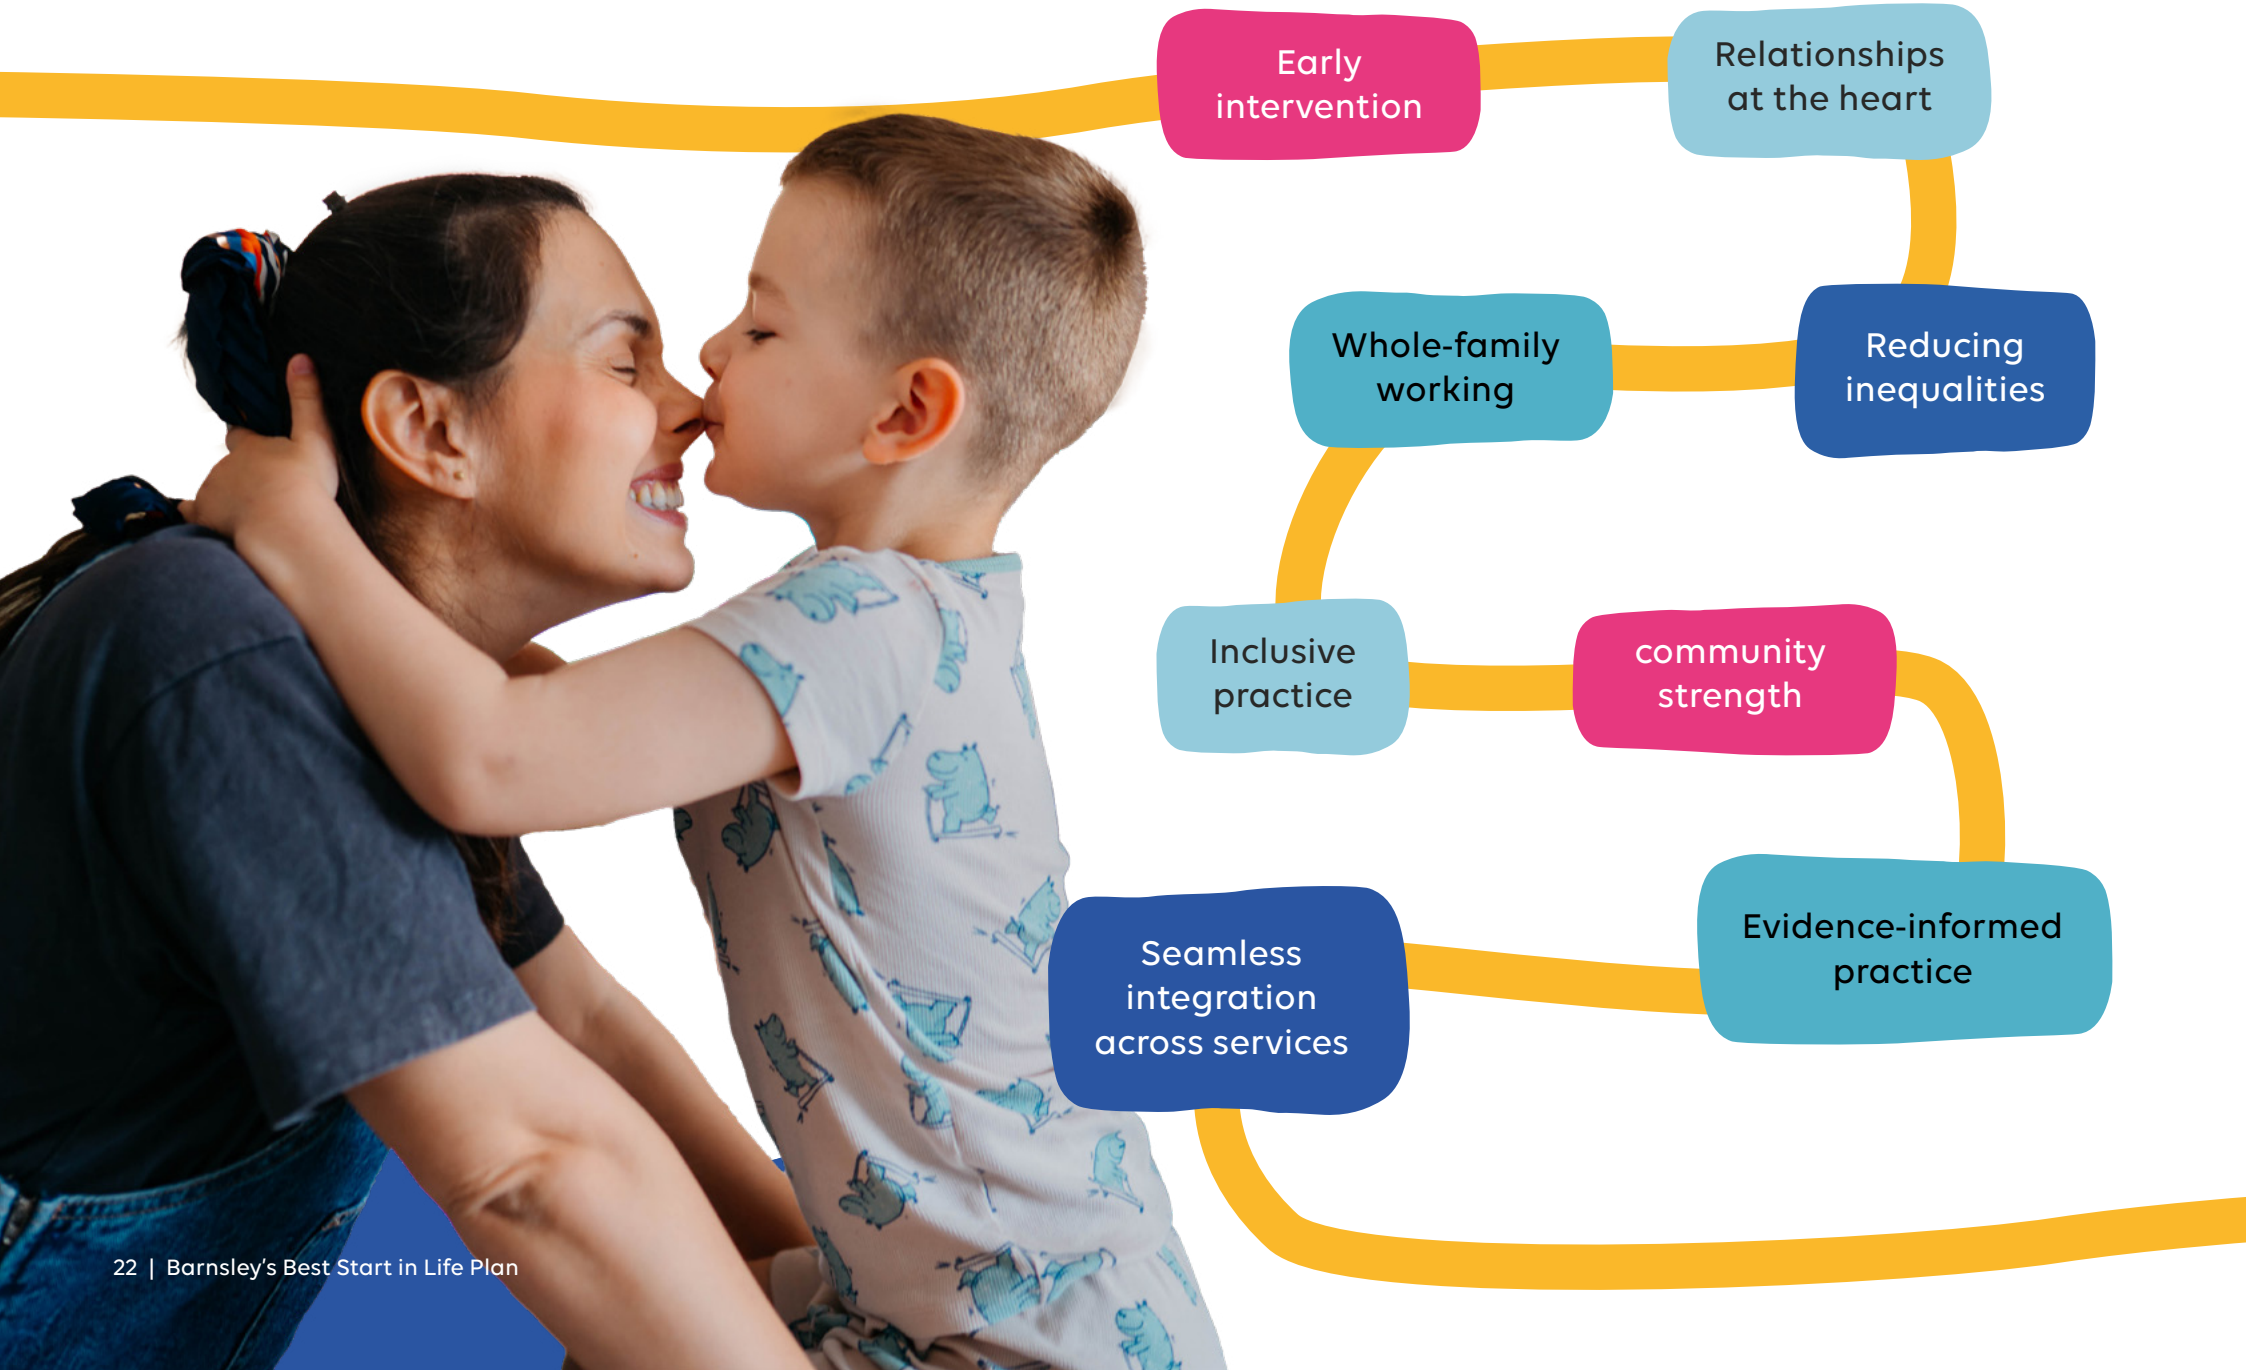 Early
intervention
Relationships
at the heart
Reducing
inequalities
Whole-family
working
Inclusive
practice
community
strength
Evidence-informed
practice
Seamless
integration
across services
22 | Barnsley's Best Start in Life Plan